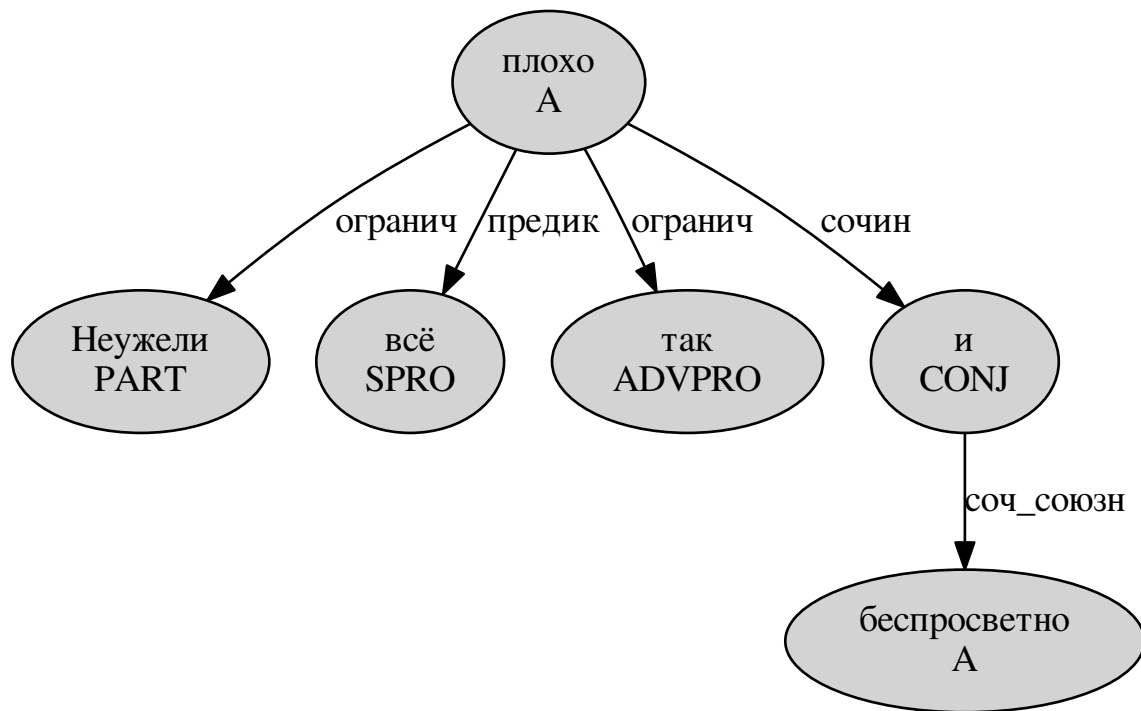 плохо
A
огранич
предик
огранич
сочин
Неужели
PART
всё
SPRO
так
ADVPRO
и
CONJ
соч_союзн
беспросветно
A